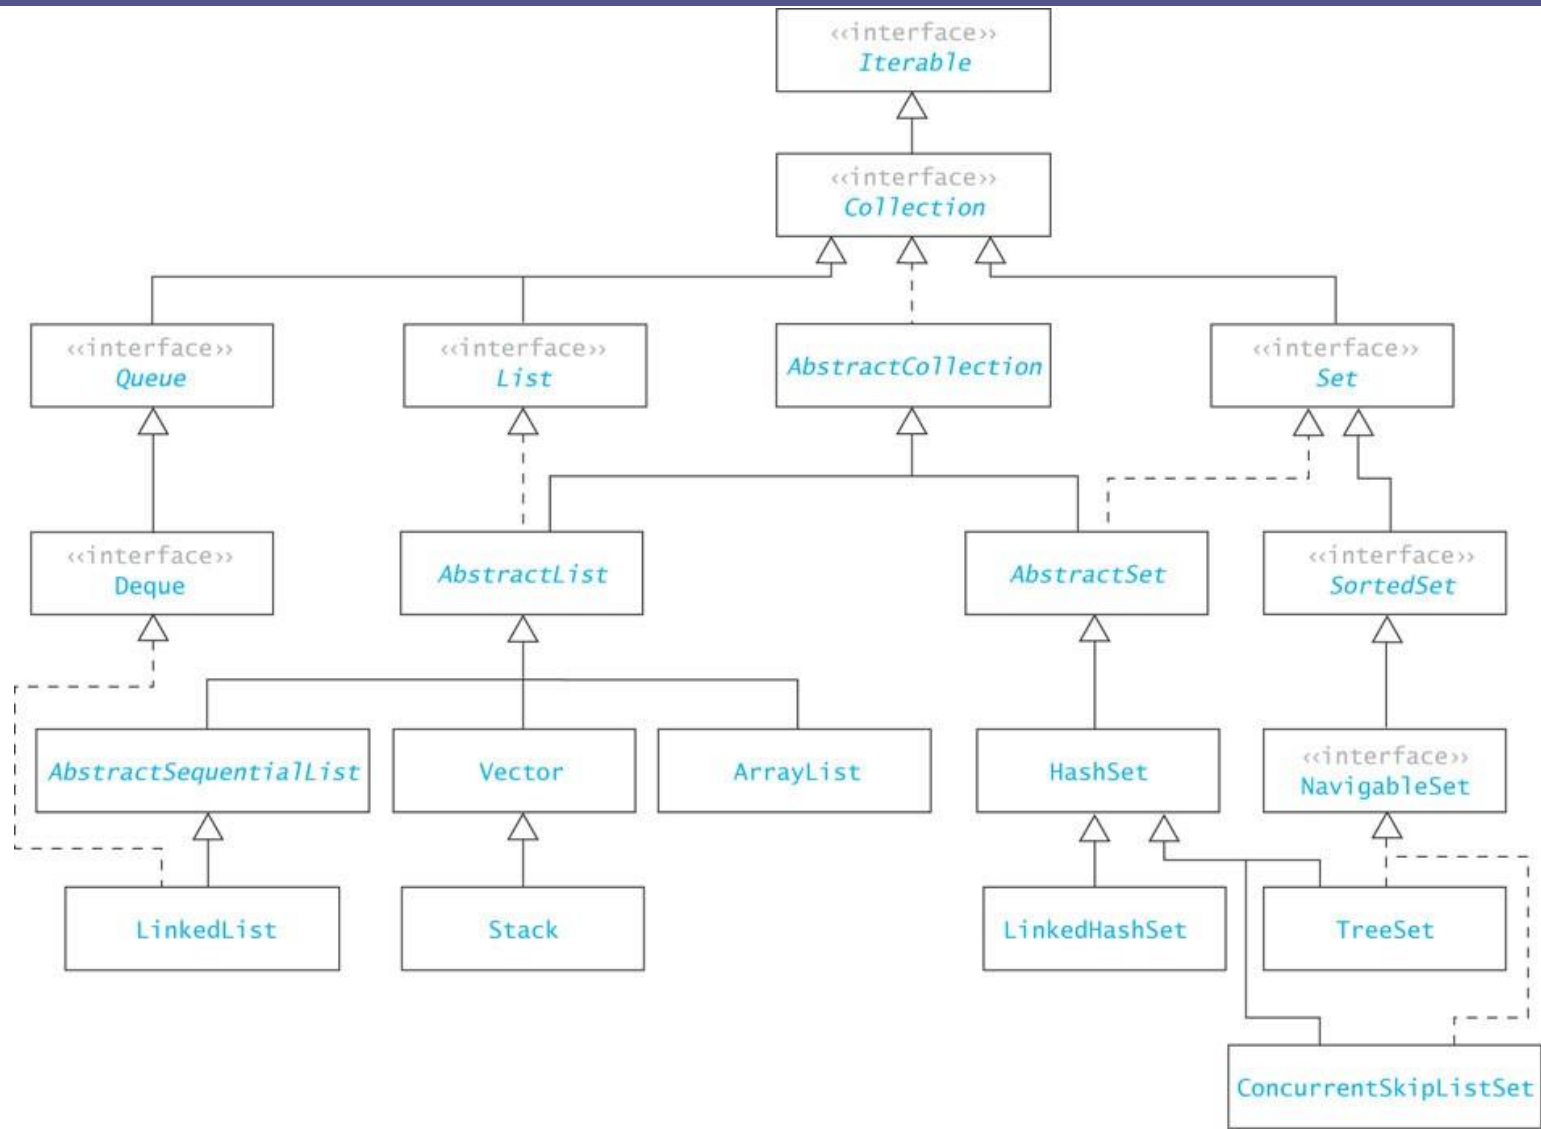 ‹‹interface››
Iterable
‹‹interface››
Collection
‹‹interface››
Queue
‹‹interface››
List
AbstractCollection
‹‹interface››
Set
‹‹interface››
Deque
AbstractList
AbstractSet
‹‹interface››
SortedSet
AbstractSequentialList
Vector
ArrayList
HashSet
‹‹interface››
NavigableSet
LinkedList
Stack
LinkedHashSet
TreeSet
ConcurrentSkipListSet